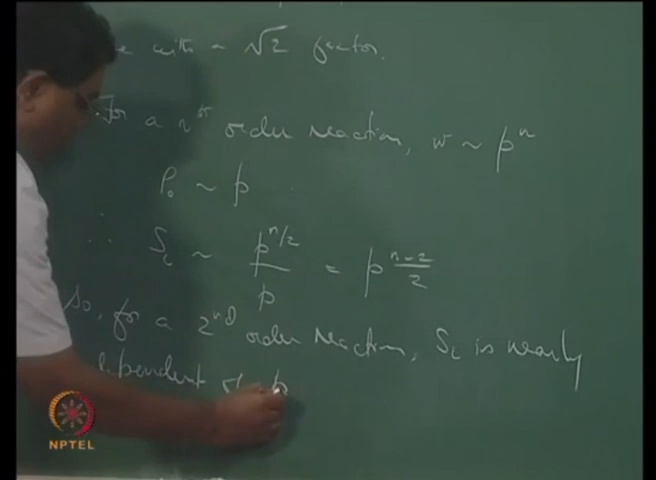 with a √2 factor.
For a nth order reaction, w ~ p^n
ρ₀ ~ p
∴ S_L ~ p^(n/2) / p = p^((n-2)/2)
So, for a 2nd order reaction, S_L is nearly
pendent of p
NPTEL